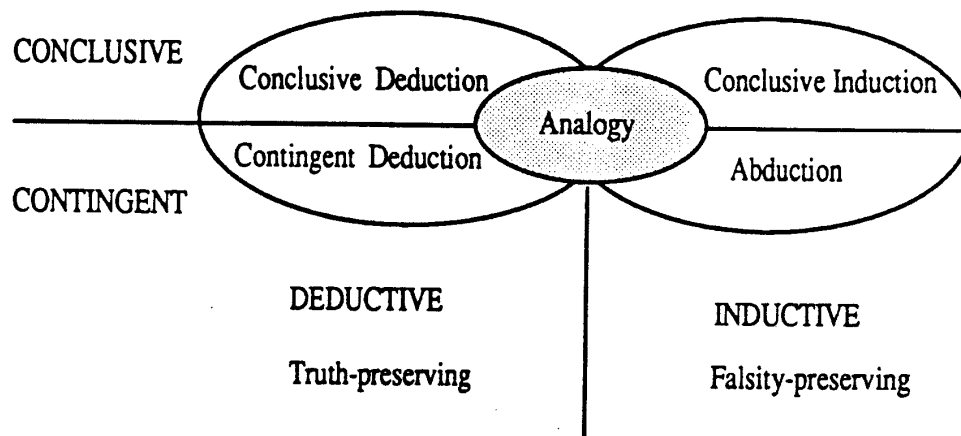 CONCLUSIVE
Conclusive Deduction
Conclusive Induction
Analogy
Contingent Deduction
Abduction
CONTINGENT
DEDUCTIVE
INDUCTIVE
Truth-preserving
Falsity-preserving